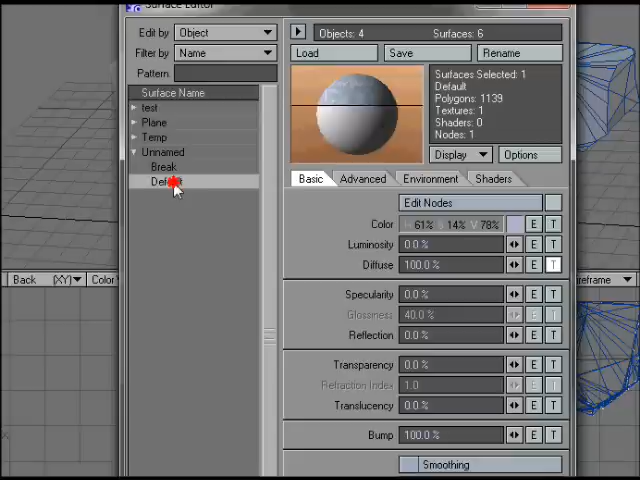 Surface Editor
Edit by Object
Objects: 4 Surfaces: 6
Filter by Name
Load Save Rename
Pattern
Surface Name
test
Plane
Temp
Unnamed
Break
Surfaces Selected: 1
Default
Polygons: 1139
Textures: 1
Shaders: 0
Nodes: 1
Display Options
Basic Advanced Environment Shaders
Edit Nodes
Color 61% S 14% V 78% E T
Luminosity 0.0 % E T
Diffuse 100.0 % E T
Specularity 0.0 % E T
Glossiness 40.0 % E T
Reflection 0.0 % E T
Transparency 0.0 % E T
Refraction Index 1.0 E T
Translucency 0.0 % E T
Bump 100.0 % E T
Smoothing
Back (XY) Color
ireframe